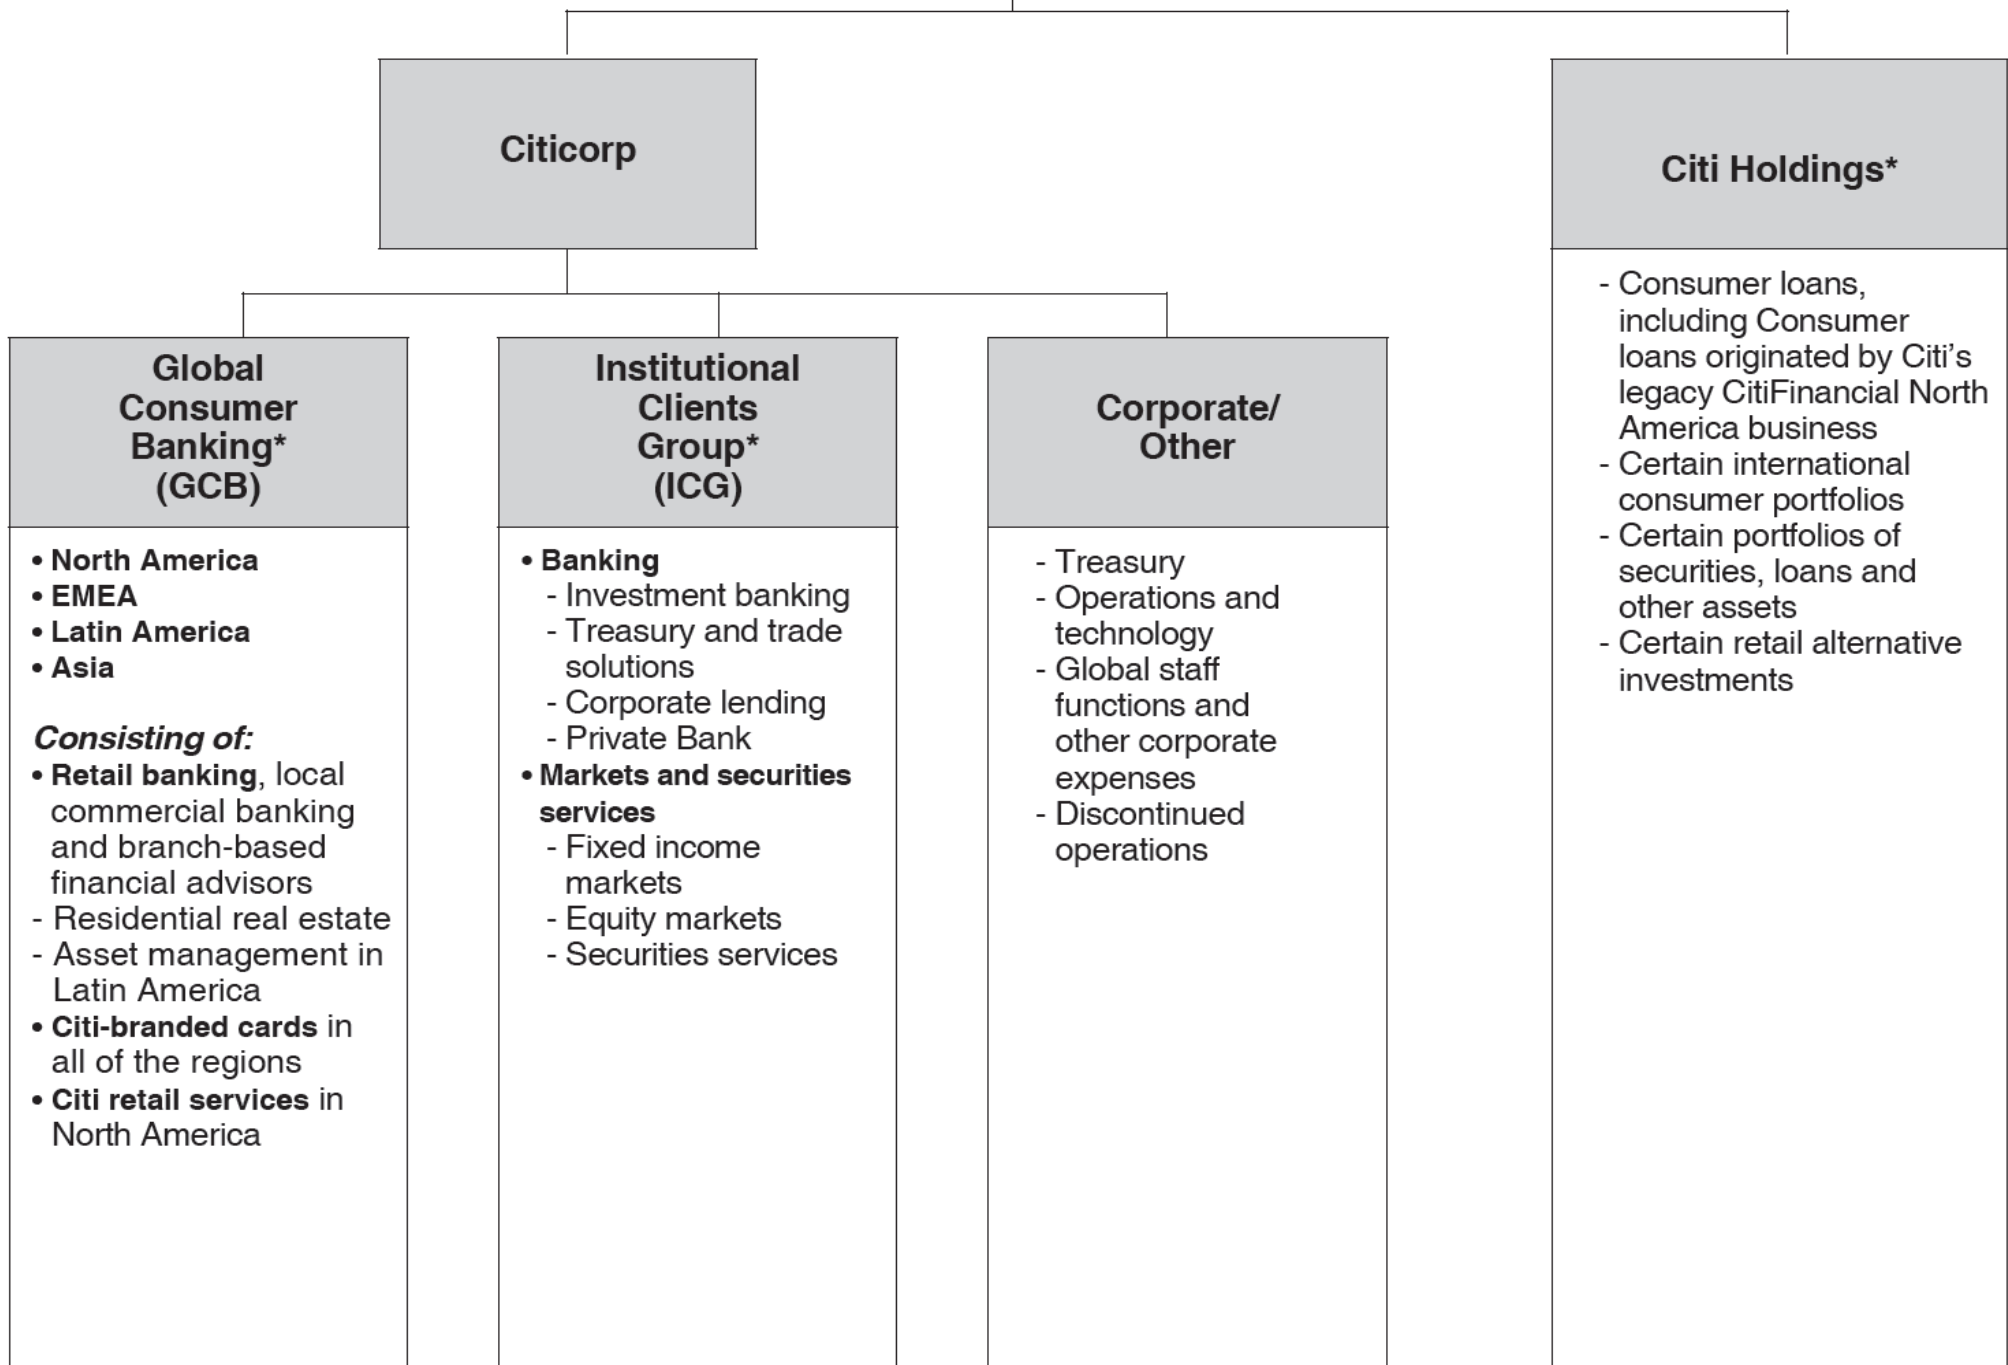 Citicorp
Citi Holdings*
- Consumer loans,
including Consumer
loans originated by Citi’s
legacy CitiFinancial North
America business
- Certain international
consumer portfolios
- Certain portfolios of
securities, loans and
other assets
- Certain retail alternative
investments
Global
Consumer
Banking*
(GCB)
• North America
• EMEA
• Latin America
• Asia
Consisting of:
• Retail banking, local
commercial banking
and branch-based
financial advisors
- Residential real estate
- Asset management in
Latin America
• Citi-branded cards in
all of the regions
• Citi retail services in
North America
Institutional
Clients
Group*
(ICG)
• Banking
- Investment banking
- Treasury and trade
solutions
- Corporate lending
- Private Bank
• Markets and securities
services
- Fixed income
markets
- Equity markets
- Securities services
Corporate/
Other
- Treasury
- Operations and
technology
- Global staff
functions and
other corporate
expenses
- Discontinued
operations